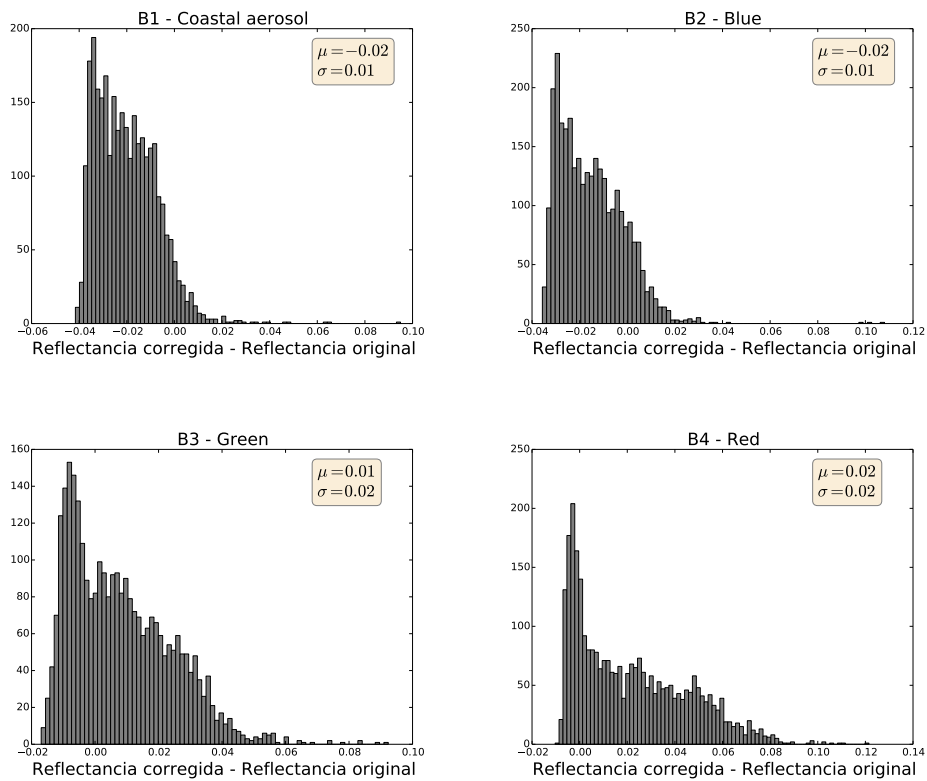 B1 - Coastal aerosol
200
150
100
50
0
μ=−0.02
σ=0.01
−0.06 −0.04 −0.02 0.00 0.02 0.04 0.06 0.08 0.10
Reflectancia corregida - Reflectancia original
B2 - Blue
250
200
150
100
50
0
μ=−0.02
σ=0.01
−0.04 −0.02 0.00 0.02 0.04 0.06 0.08 0.10 0.12
Reflectancia corregida - Reflectancia original
B3 - Green
160
140
120
100
80
60
40
20
0
μ=0.01
σ=0.02
−0.02 0.00 0.02 0.04 0.06 0.08 0.10
Reflectancia corregida - Reflectancia original
B4 - Red
250
200
150
100
50
0
μ=0.02
σ=0.02
−0.02 0.00 0.02 0.04 0.06 0.08 0.10 0.12 0.14
Reflectancia corregida - Reflectancia original